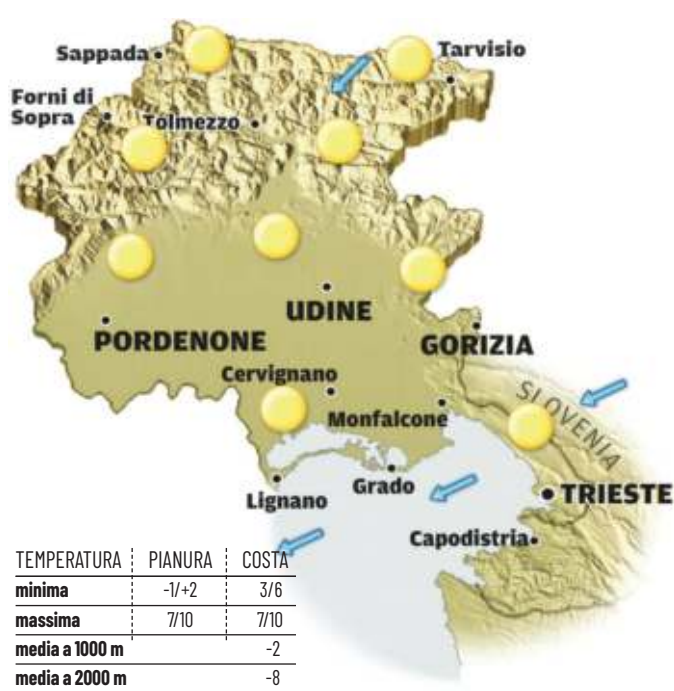 Sappada
Tarvisio
Forni di
Sopra
Tolmezzo
UDINE
PORDENONE
GORIZIA
Cervignano
SLOVENIA
Monfalcone
Grado
Lignano
TRIESTE
Capodistria
TEMPERATURA PIANURA COSTA
minima -1/+2 3/6
massima 7/10 7/10
media a 1000 m -2
media a 2000 m -8